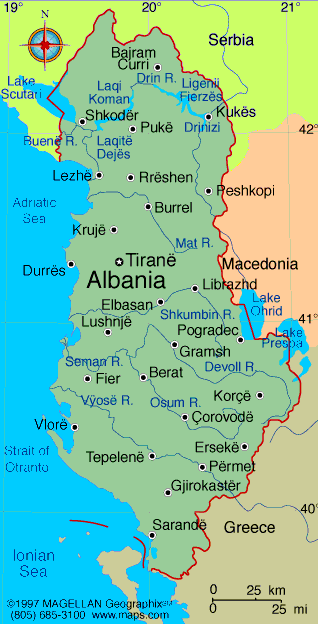 19°
20°
21°
Bajram
Curri
Serbia
Drin R.
Lake
Scutari
Laqi
Koman
Ligenii
Fierzës
Shkodër
Kukës
Pukë
Drinizi
42°
Buenë R.
Laqitë
Dejës
Lezhë
Rrëshen
Peshkopi
Adriatic
Sea
Burrel
Krujë
Mat R.
Tiranë
Durrës
Macedonia
Albania
Librazhd
Elbasan
Lake
Ohrid
Shkumbin R.
41°
Lushnjë
Pogradec
Lake
Prespa
Gramsh
Seman R.
Devoll R.
Fier
Berat
Korçë
Vÿosë R.
Osum R.
Çorovodë
Vlorë
Strait of
Otranto
Ersekë
Tepelenë
Përmet
Gjirokastër
40°
Sarandë
Greece
Ionian
Sea
0 25 km
0 25 mi
©1997 MAGELLAN Geographix℠
(805) 685-3100 www.maps.com